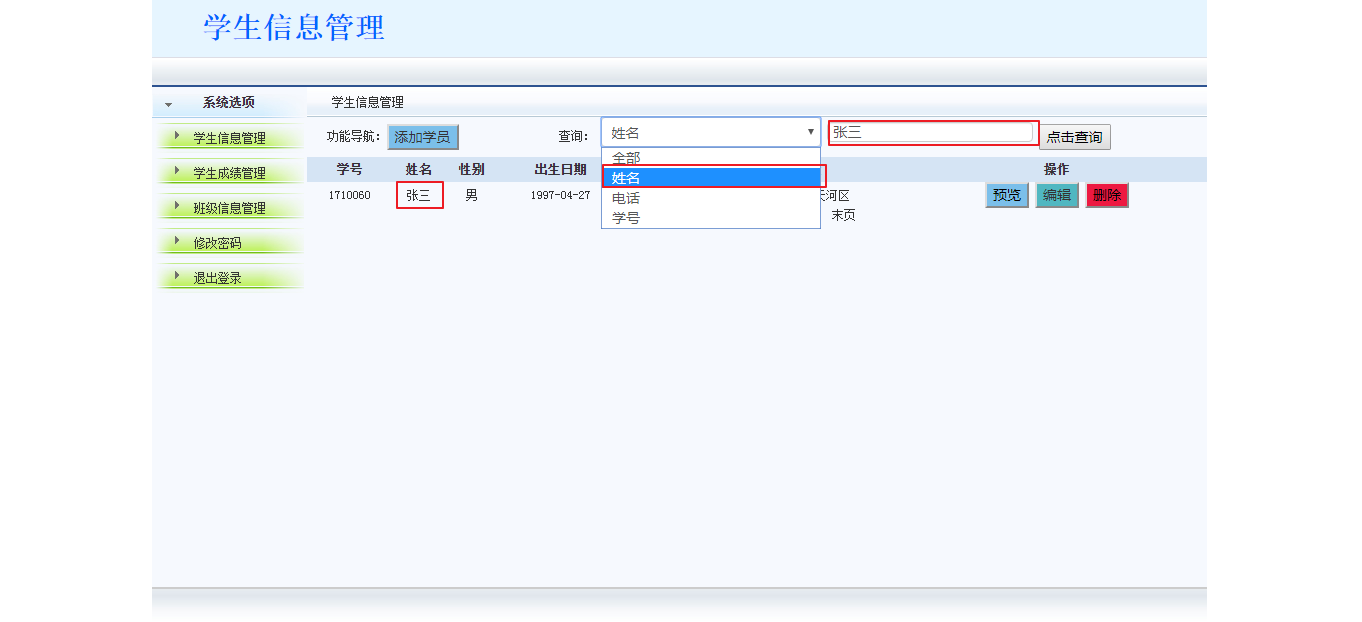 学生信息管理
系统选项
学生信息管理
学生信息管理
学生成绩管理
班级信息管理
修改密码
退出登录
功能导航: 添加学员 查询: 姓名 张三 点击查询
全部
姓名
电话
学号
学号 姓名 性别 出生日期 操作
1710060 张三 男 1997-04-27 河区 预览 编辑 删除
末页